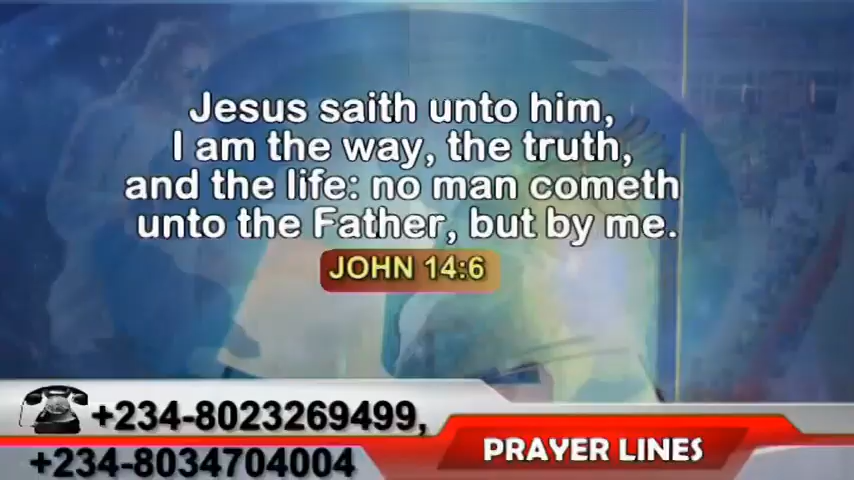 Jesus saith unto him,
I am the way, the truth,
and the life: no man cometh
unto the Father, but by me.
JOHN 14:6
+234-8023269499,
+234-8034704004
PRAYER LINES